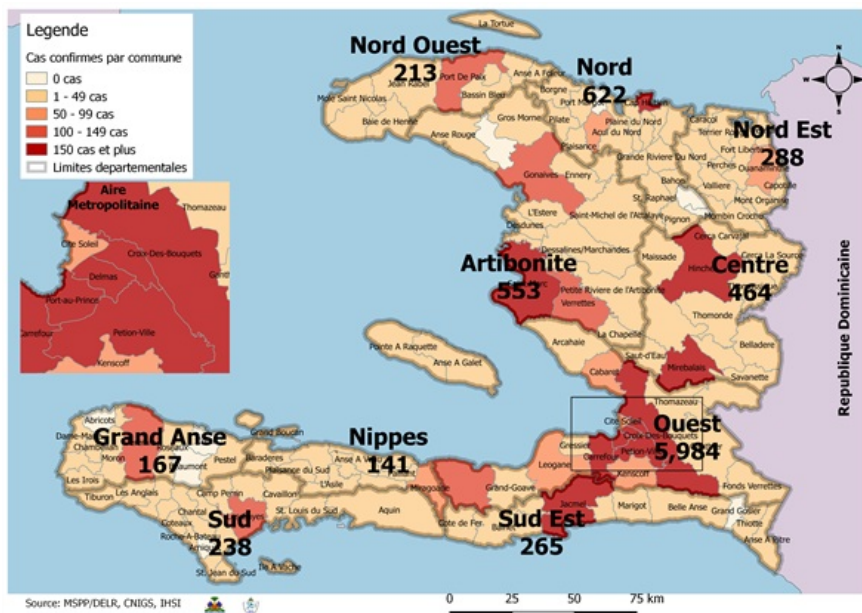 Legende
Cas confirmes par commune
0 cas
1 - 49 cas
50 - 99 cas
100 - 149 cas
150 cas et plus
Limites departementales
Aire
Metropolitaine
Thomazeau
Cite Soleil
Croix-Des-Bouquets
Delmas
Port-au-Prince
Carrefour
Petion-Ville
Kenscoff
La Tortue
N
W
E
S
Nord Ouest
213
Port De Paix
Jean Rabel
Anse A Foleur
Mole Saint Nicolas
Bassin Bleu
Baie de Henne
Anse Rouge
Gros Morne
Nord
622
Borgne
Pilate
Plaine du Nord
Acul du Nord
Plaisance
Grande Riviere Du Nord
Bahon
St. Raphael
Pignon
Caracol
Nord Est
288
Fort Liberte
Perches
Ouanaminthe
Capotille
Valliere
Mont Organise
Mombin Crochu
Gonaives
Ennery
L'Estere
Saint-Michel de l'Attalaye
Desdunes
Dessalines/Marchandes
Artibonite
553
Petite Riviere de l'Artibonite
Verrettes
La Chapelle
Cerca Carvajal
Maissade
Cerca La Source
Centre
464
Thomonde
Belladere
Saut-d'Eau
Mirebalais
Savanette
Republique Dominicaine
Arcahaie
Cabaret
Pointe A Raquette
Anse A Galet
Thomazeau
Cite Soleil
Ouest
5,984
Croix-Des-Bouquets
Gressier
Carrefour
Petion-Ville
Leogane
Kenscoff
Fonds Verrettes
Grand-Goave
Abricots
Grand Anse
167
Chambellan
Moron
Roseaux
Pestel
Les Irois
Grand Boucan
Baraderes
Nippes
141
Plaisance du Sud
L'Asile
Miragoane
Tiburon
Les Anglais
Camp Perrin
Cavaillon
Chantal
Coteaux
Sud
238
St. Louis du Sud
Aquin
Roche-A-Bateau
St. Jean du Sud
Ile A Vache
Cote de Fer.
Jacmel
Sud Est
265
Marigot
Belle Anse
Grand Gosier
Thiotte
Anse A Pitre
Source: MSPP/DELR, CNIGS, IHSI
0 25 50 75 km